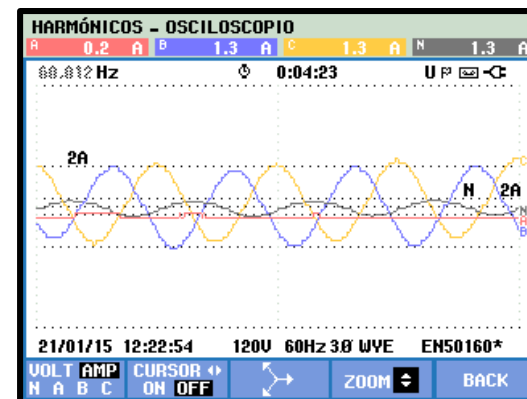 HARMÓNICOS - OSCILOSCOPIO
A 0.2 A B 1.3 A C 1.3 A N 1.3 A
Hz 0:04:23 U
2A
C
N 2A
N
A
B
21/01/15 12:22:54 120V 60Hz 3Ø WYE EN50160*
VOLT AMP CURSOR ZOOM BACK
N A B C ON OFF